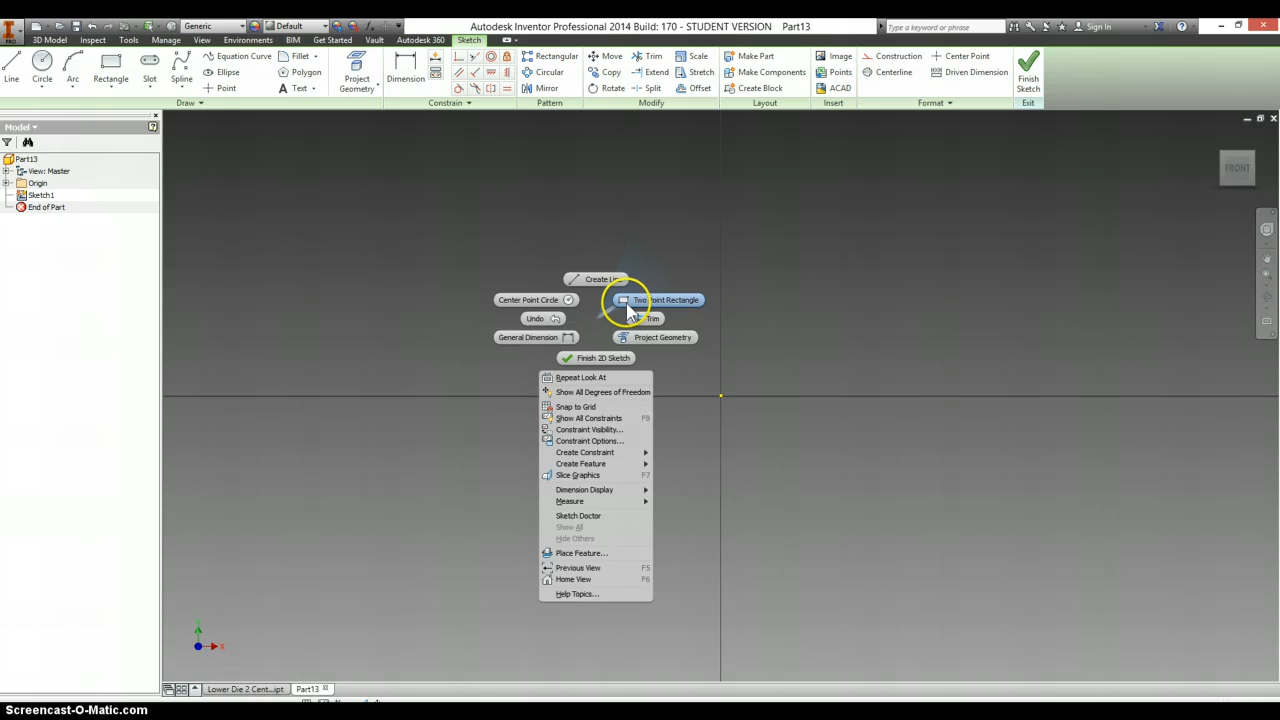 PRO
Generic
Default
Autodesk Inventor Professional 2014 Build: 170 - STUDENT VERSION Part13
Type a keyword or phrase
Sign In
3D Model Inspect Tools Manage View Environments BIM Get Started Vault Autodesk 360 Sketch
Line Circle Arc Rectangle Slot Spline
Equation Curve Fillet
Ellipse Polygon
Point Text
Project Geometry
Dimension
Rectangular Move Trim Scale Make Part Image Construction Center Point
Circular Copy Extend Stretch Make Components Points Centerline Driven Dimension
Mirror Rotate Split Offset Create Block ACAD
Finish Sketch
Draw Constrain Pattern Modify Layout Insert Format Exit
Model
Part13
View: Master
Origin
Sketch1
End of Part
FRONT
Center Point Circle Two Point Rectangle
Undo Trim
General Dimension Project Geometry
Finish 2D Sketch
Repeat Look At
Show All Degrees of Freedom
Snap to Grid
Show All Constraints F8
Constraint Visibility...
Constraint Options...
Create Constraint
Create Feature
Slice Graphics F7
Dimension Display
Measure
Sketch Doctor
Show All
Hide Others
Place Feature...
Previous View F5
Home View F6
Help Topics...
X
Lower Die 2 Cent...ipt Part13
Screencast-O-Matic.com